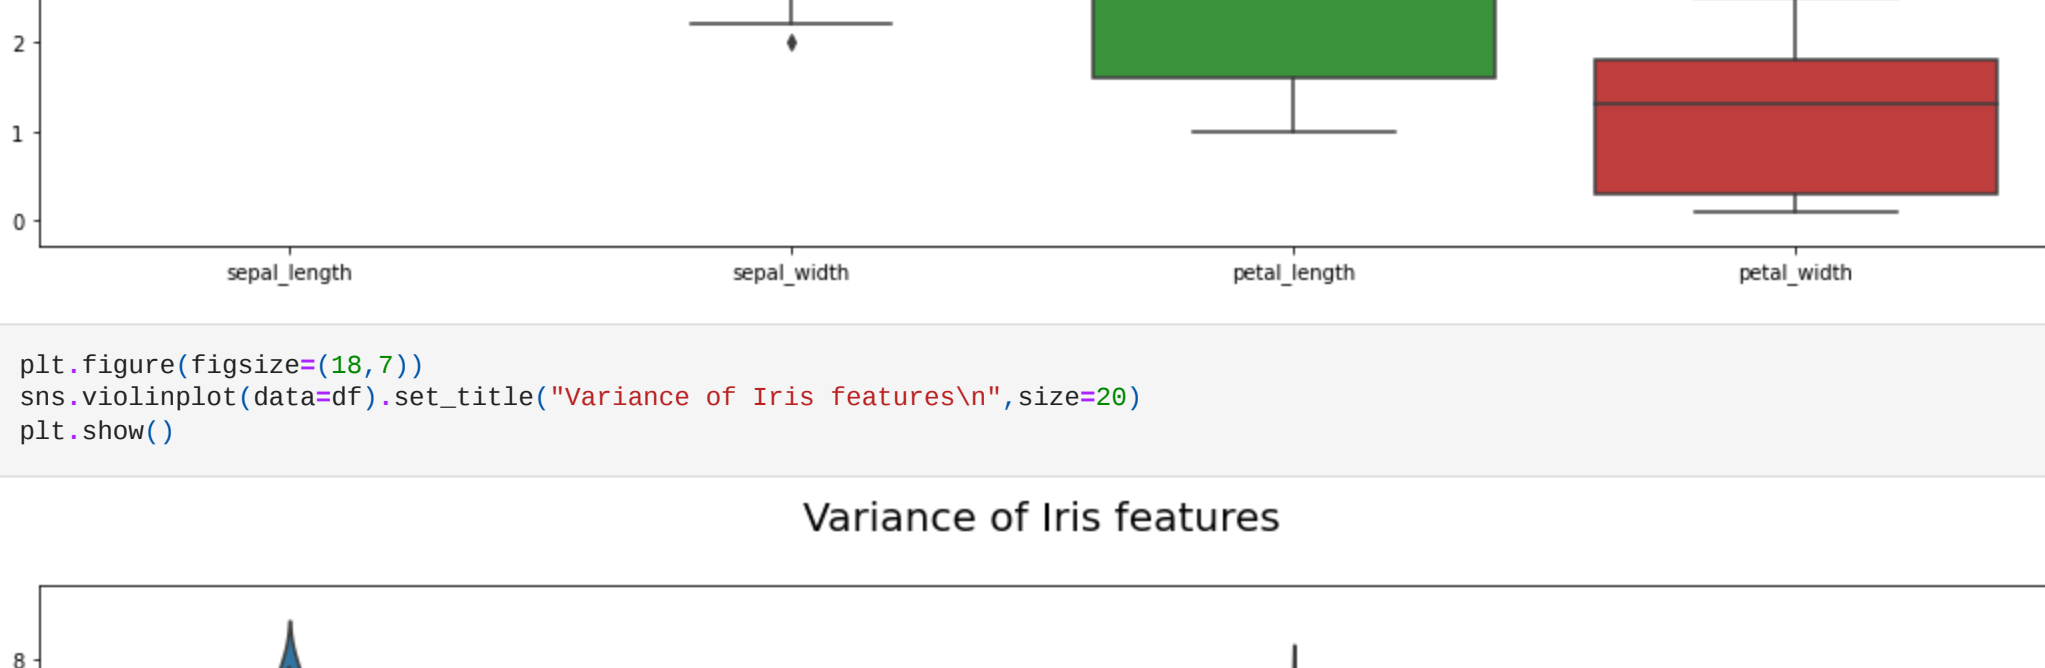 2
1
0
sepal_length sepal_width petal_length petal_width
plt.figure(figsize=(18,7))
sns.violinplot(data=df).set_title("Variance of Iris features\n",size=20)
plt.show()
Variance of Iris features
8